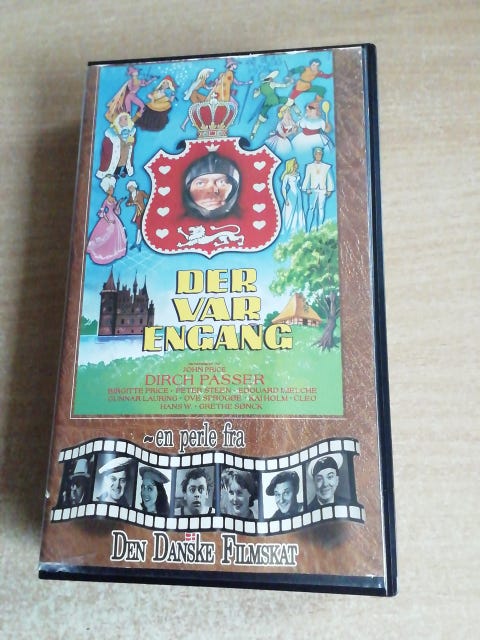 DER
VAR
ENGANG
JOHN PRICE
DIRCH PASSER
BIRGITTE PRICE · PETER STEEN · EDOUARD MIELCHE
GUNNAR LAURING · OVE SPROGØE · KAI HOLM · CLEO
HANS W. · GRETHE SØNCK
~en perle fra
DEN DANSKE FILMSKAT